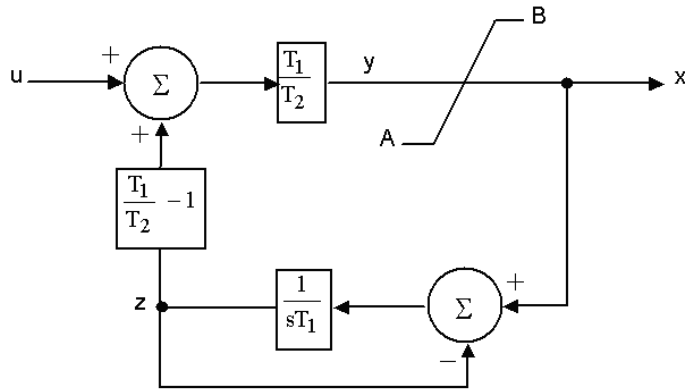 B
+
u
Σ
T₁
T₂
y
x
+
A
T₁
T₂
− 1
+
z
1
sT₁
Σ
−